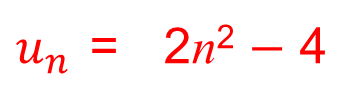 uₙ = 2n² – 4